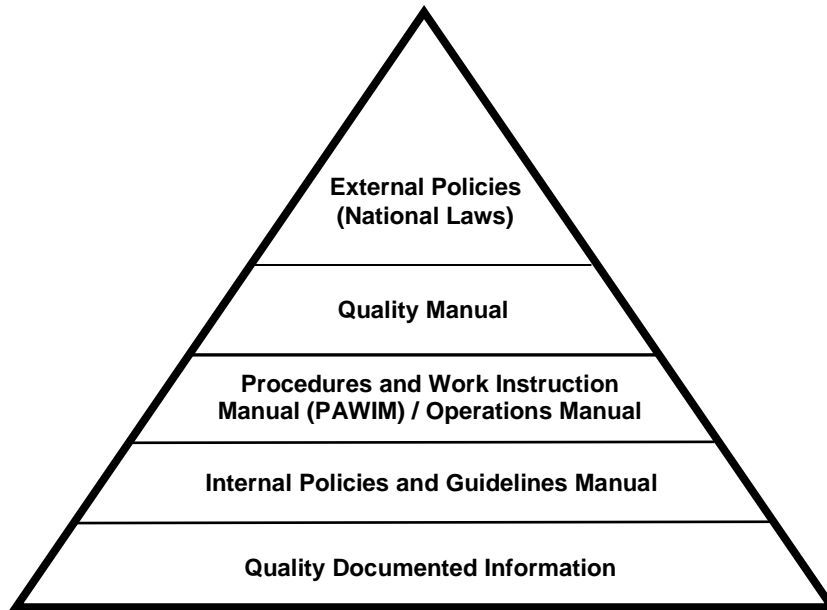 External Policies
(National Laws)
Quality Manual
Procedures and Work Instruction
Manual (PAWIM) / Operations Manual
Internal Policies and Guidelines Manual
Quality Documented Information